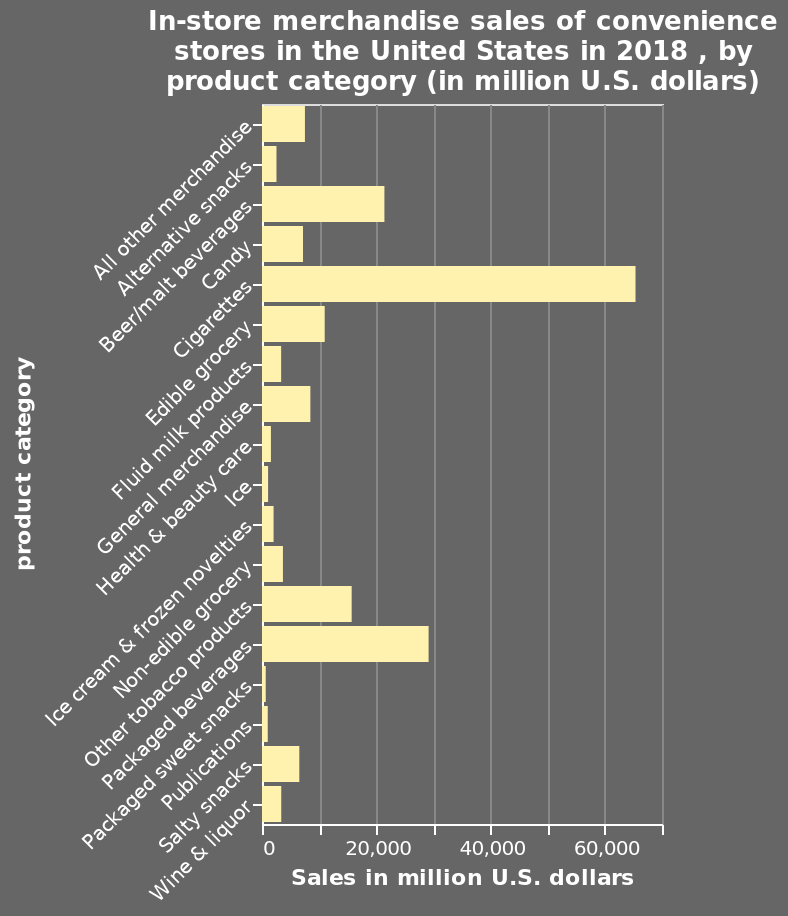 In-store merchandise sales of convenience
stores in the United States in 2018 , by
product category (in million U.S. dollars)
product category
All other merchandise
Alternative snacks
Beer/malt beverages
Candy
Cigarettes
Edible grocery
Fluid milk products
General merchandise
Health & beauty care
Ice
Ice cream & frozen novelties
Non-edible grocery
Other tobacco products
Packaged beverages
Packaged sweet snacks
Publications
Salty snacks
Wine & liquor
0 20,000 40,000 60,000
Sales in million U.S. dollars